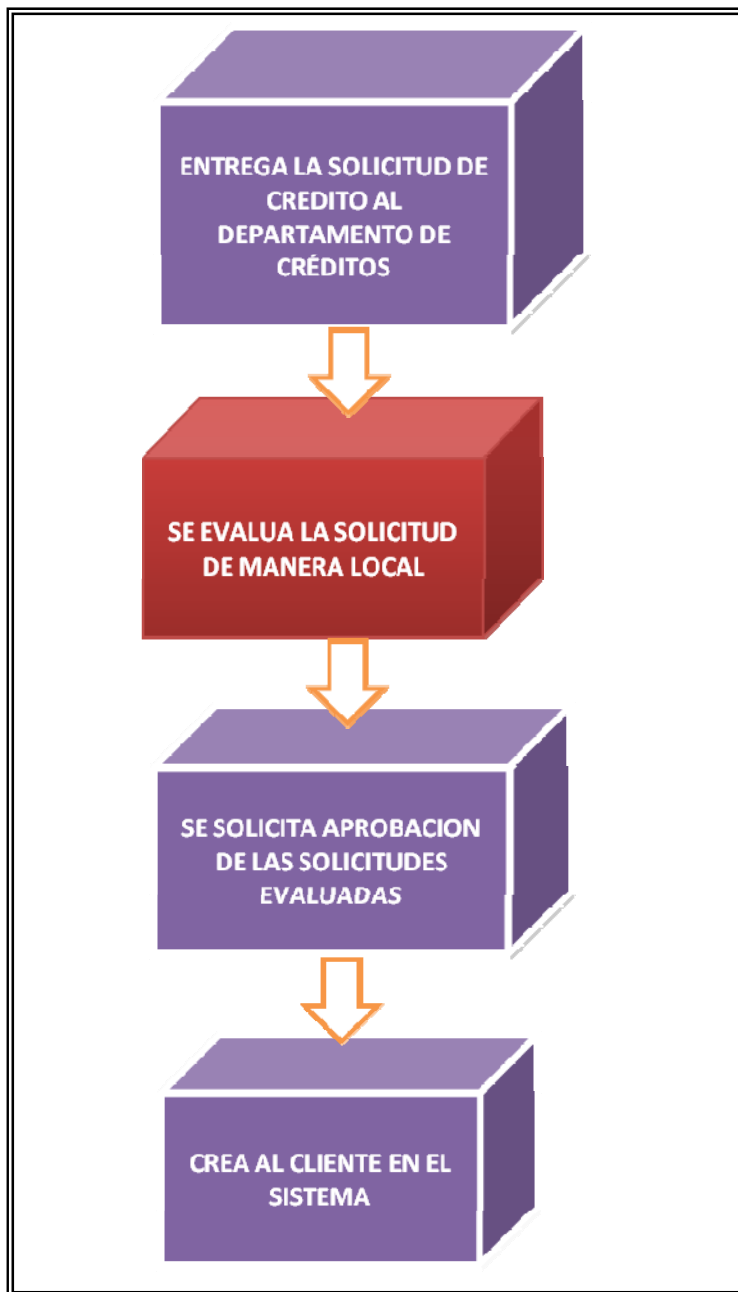 ENTREGA LA SOLICITUD DE
CREDITO AL
DEPARTAMENTO DE
CRÉDITOS
SE EVALUA LA SOLICITUD
DE MANERA LOCAL
SE SOLICITA APROBACION
DE LAS SOLICITUDES
EVALUADAS
CREA AL CLIENTE EN EL
SISTEMA